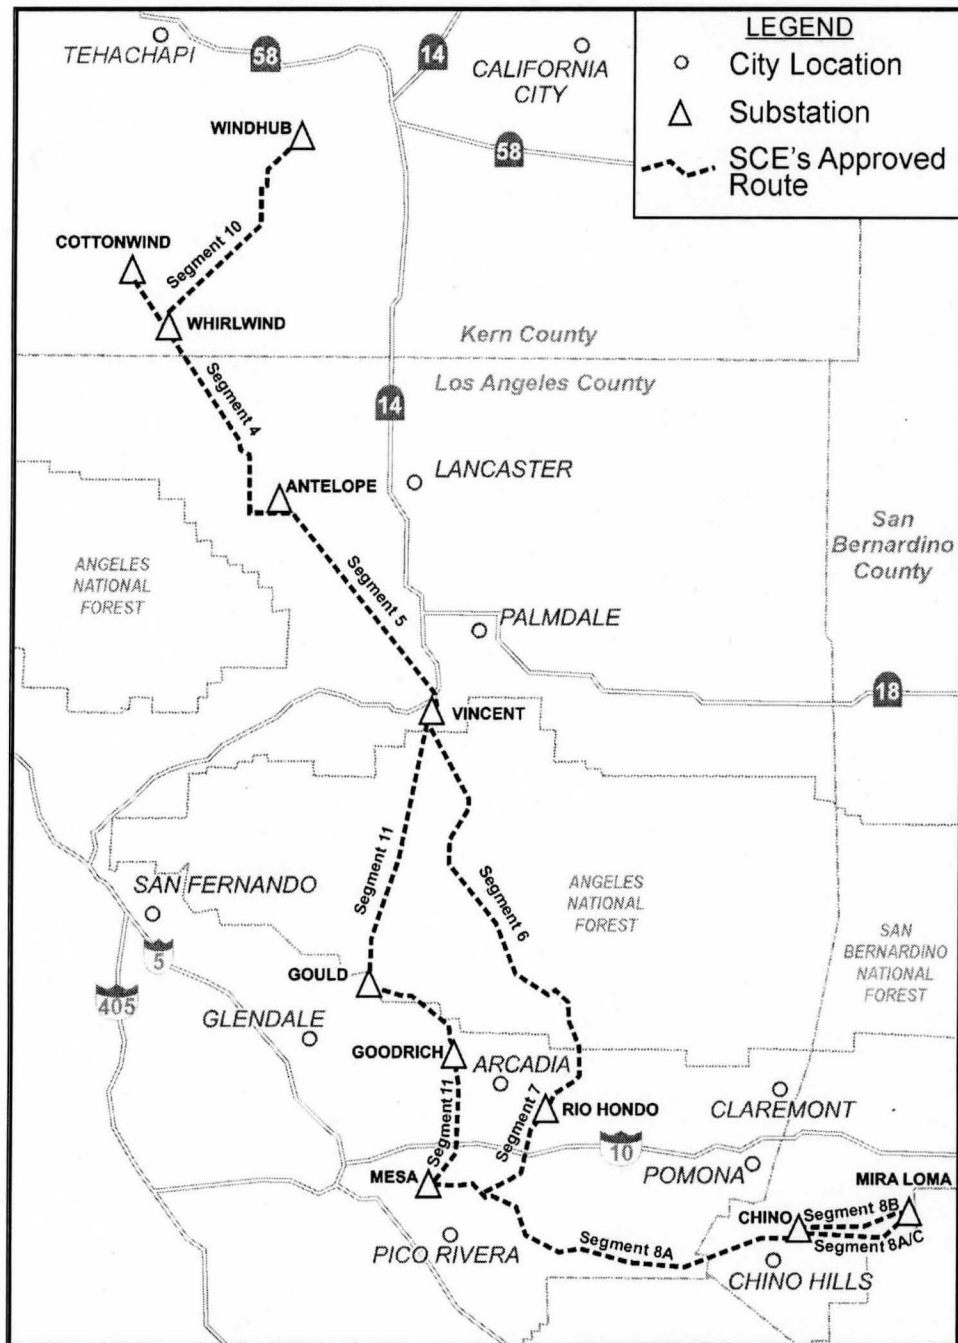 LEGEND
City Location
Substation
SCE's Approved
Route
TEHACHAPI
58
14
CALIFORNIA
CITY
WINDHUB
58
COTTONWIND
Segment 10
WHIRLWIND
Kern County
Los Angeles County
Segment 4
14
ANTELOPE
LANCASTER
San
Bernardino
County
ANGELES
NATIONAL
FOREST
Segment 5
PALMDALE
18
VINCENT
Segment 11
SAN FERNANDO
Segment 6
ANGELES
NATIONAL
FOREST
SAN
BERNARDINO
NATIONAL
FOREST
5
GOULD
405
GLENDALE
GOODRICH
ARCADIA
Segment 7
RIO HONDO
CLAREMONT
Segment 11
10
MESA
POMONA
MIRA LOMA
CHINO
Segment 8B
Segment 8A/C
PICO RIVERA
Segment 8A
CHINO HILLS